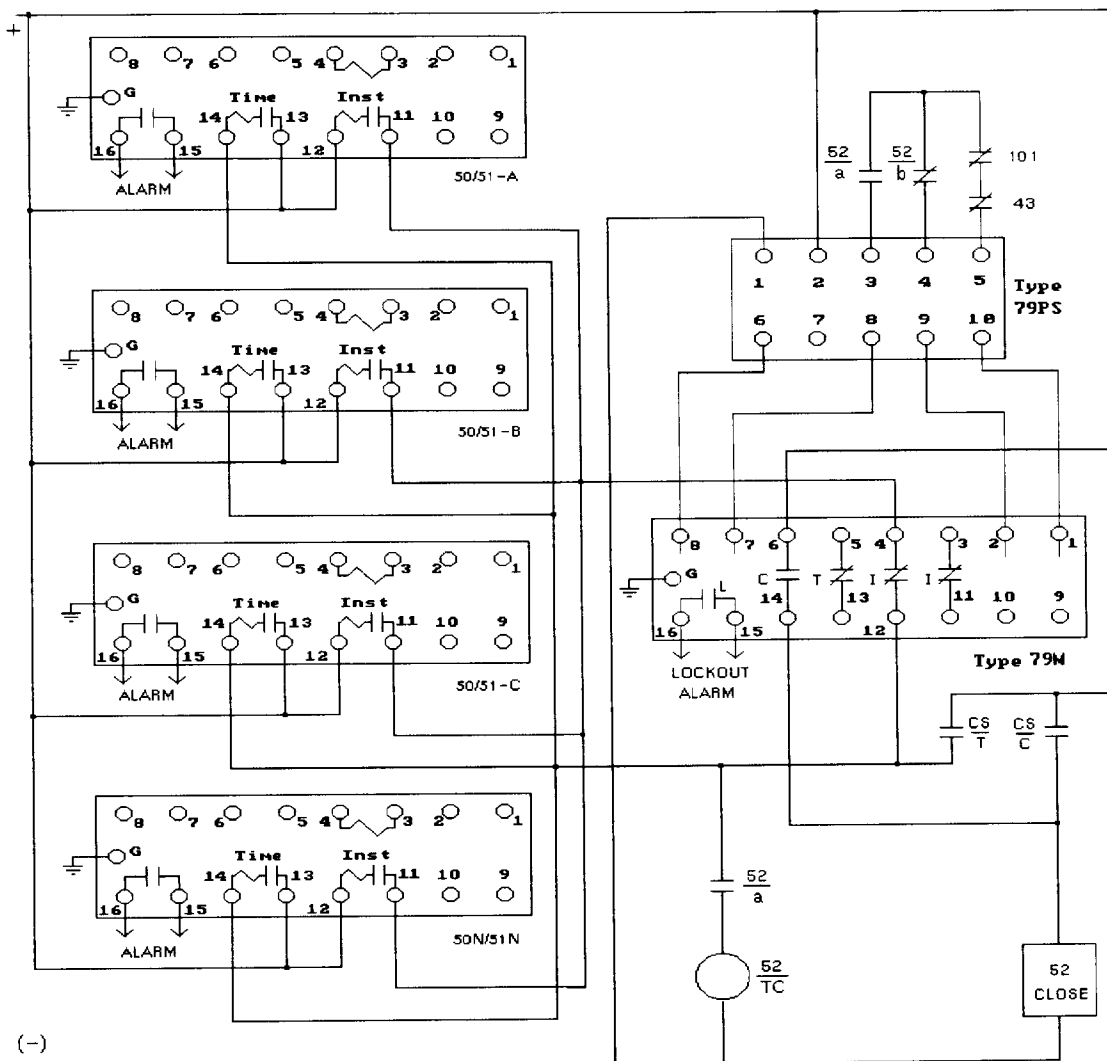 +
8 7 6 5 4 3 2 1
G
Time Inst
14 13 11 10 9
16 15 12
ALARM
50/51-A
8 7 6 5 4 3 2 1
G
Time Inst
14 13 11 10 9
16 15 12
ALARM
50/51-B
8 7 6 5 4 3 2 1
G
Time Inst
14 13 11 10 9
16 15 12
ALARM
50/51-C
8 7 6 5 4 3 2 1
G
Time Inst
14 13 11 10 9
16 15 12
ALARM
50N/51N
(-)
52
a
52
b
101
43
1 2 3 4 5
6 7 8 9 10
Type
79PS
8 7 6 5 4 3 2 1
G
C T I I
L
14 13 11 10 9
16 15 12
LOCKOUT
ALARM
Type 79M
CS
T
CS
C
52
a
52
TC
52
CLOSE